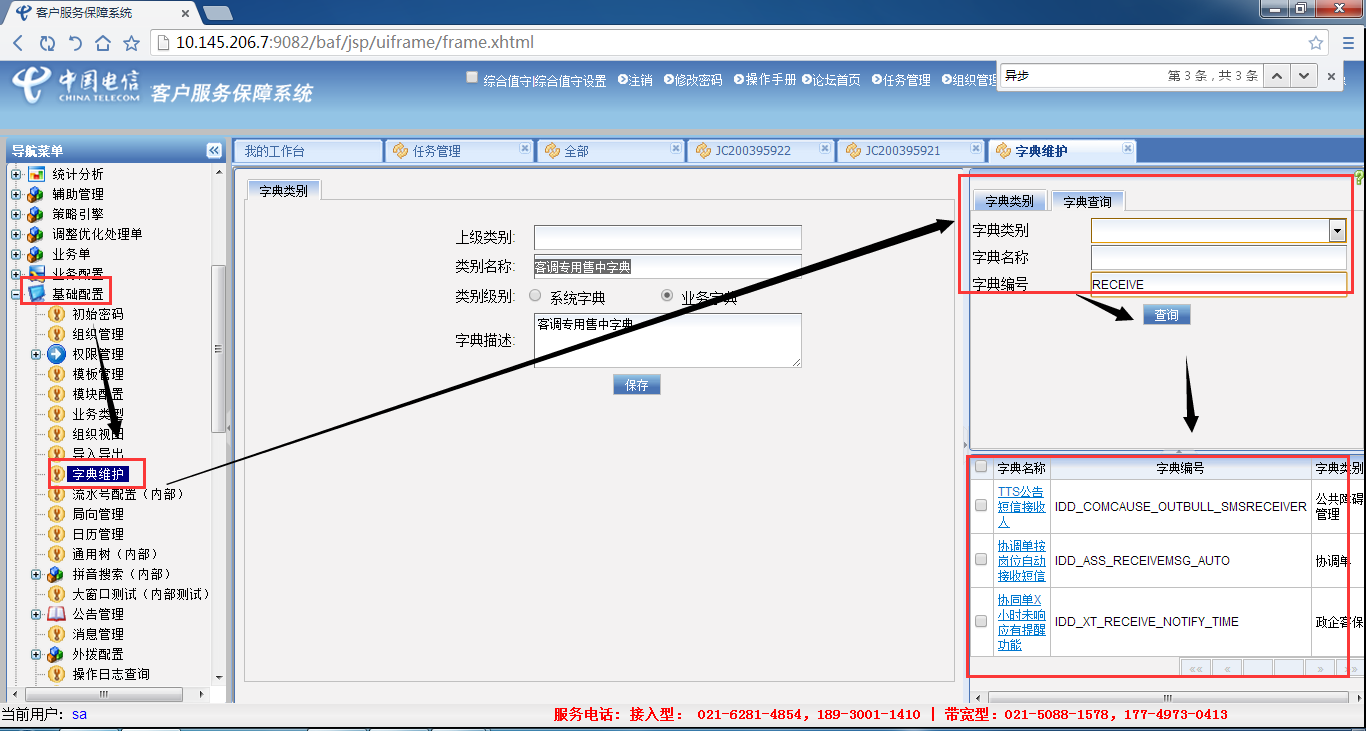 客户服务保障系统
10.145.206.7:9082/baf/jsp/uiframe/frame.xhtml
中国电信
CHINA TELECOM
客户服务保障系统
综合值守|综合值守设置 注销 修改密码 操作手册 论坛首页 任务管理 组织管理
异步 第 3 条，共 3 条
导航菜单
统计分析
辅助管理
策略引擎
调整优化处理单
业务单
业务配置
基础配置
初始密码
组织管理
权限管理
模板管理
模块配置
业务类型
组织视图
导入导出
字典维护
流水号配置（内部）
局向管理
日历管理
通用树（内部）
拼音搜索（内部）
大窗口测试（内部测试）
公告管理
消息管理
外拨配置
操作日志查询
我的工作台 任务管理 全部 JC200395922 JC200395921 字典维护
字典类别
上级类别:
类别名称: 客调专用售中字典
类别级别: 系统字典 业务字典
字典描述: 客调专用售中字典
保存
字典类别 字典查询
字典类别
字典名称
字典编号 RECEIVE
查询
字典名称 字典编号 字典类别
TTS公告短信接收人 IDD_COMCAUSE_OUTBULL_SMSRECEIVER 公共障碍管理
协调单按岗位自动接收短信 IDD_ASS_RECEIVEMSG_AUTO 协调单
协同单X小时未响应有提醒功能 IDD_XT_RECEIVE_NOTIFY_TIME 政企客保
当前用户: sa
服务电话: 接入型: 021-6281-4854, 189-3001-1410 | 带宽型: 021-5088-1578, 177-4973-0413